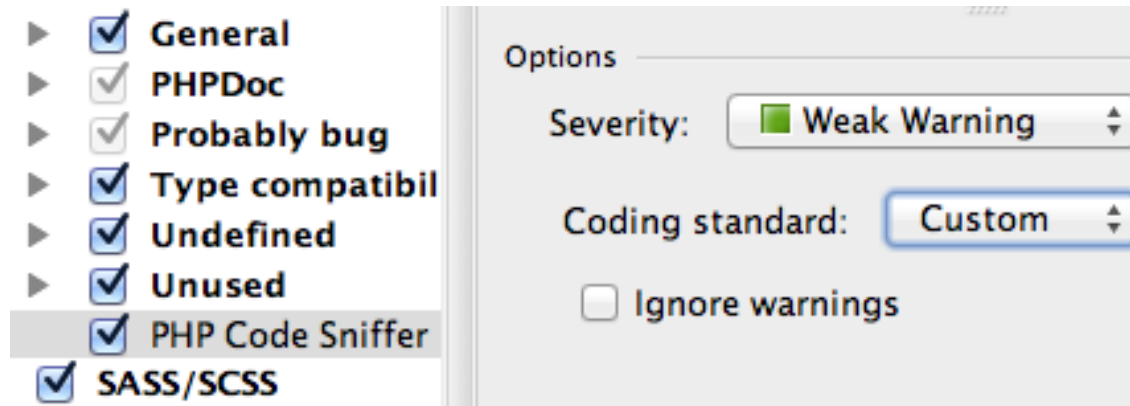 General
PHPDoc
Probably bug
Type compatibil
Undefined
Unused
PHP Code Sniffer
SASS/SCSS
Options
Severity: Weak Warning
Coding standard: Custom
Ignore warnings